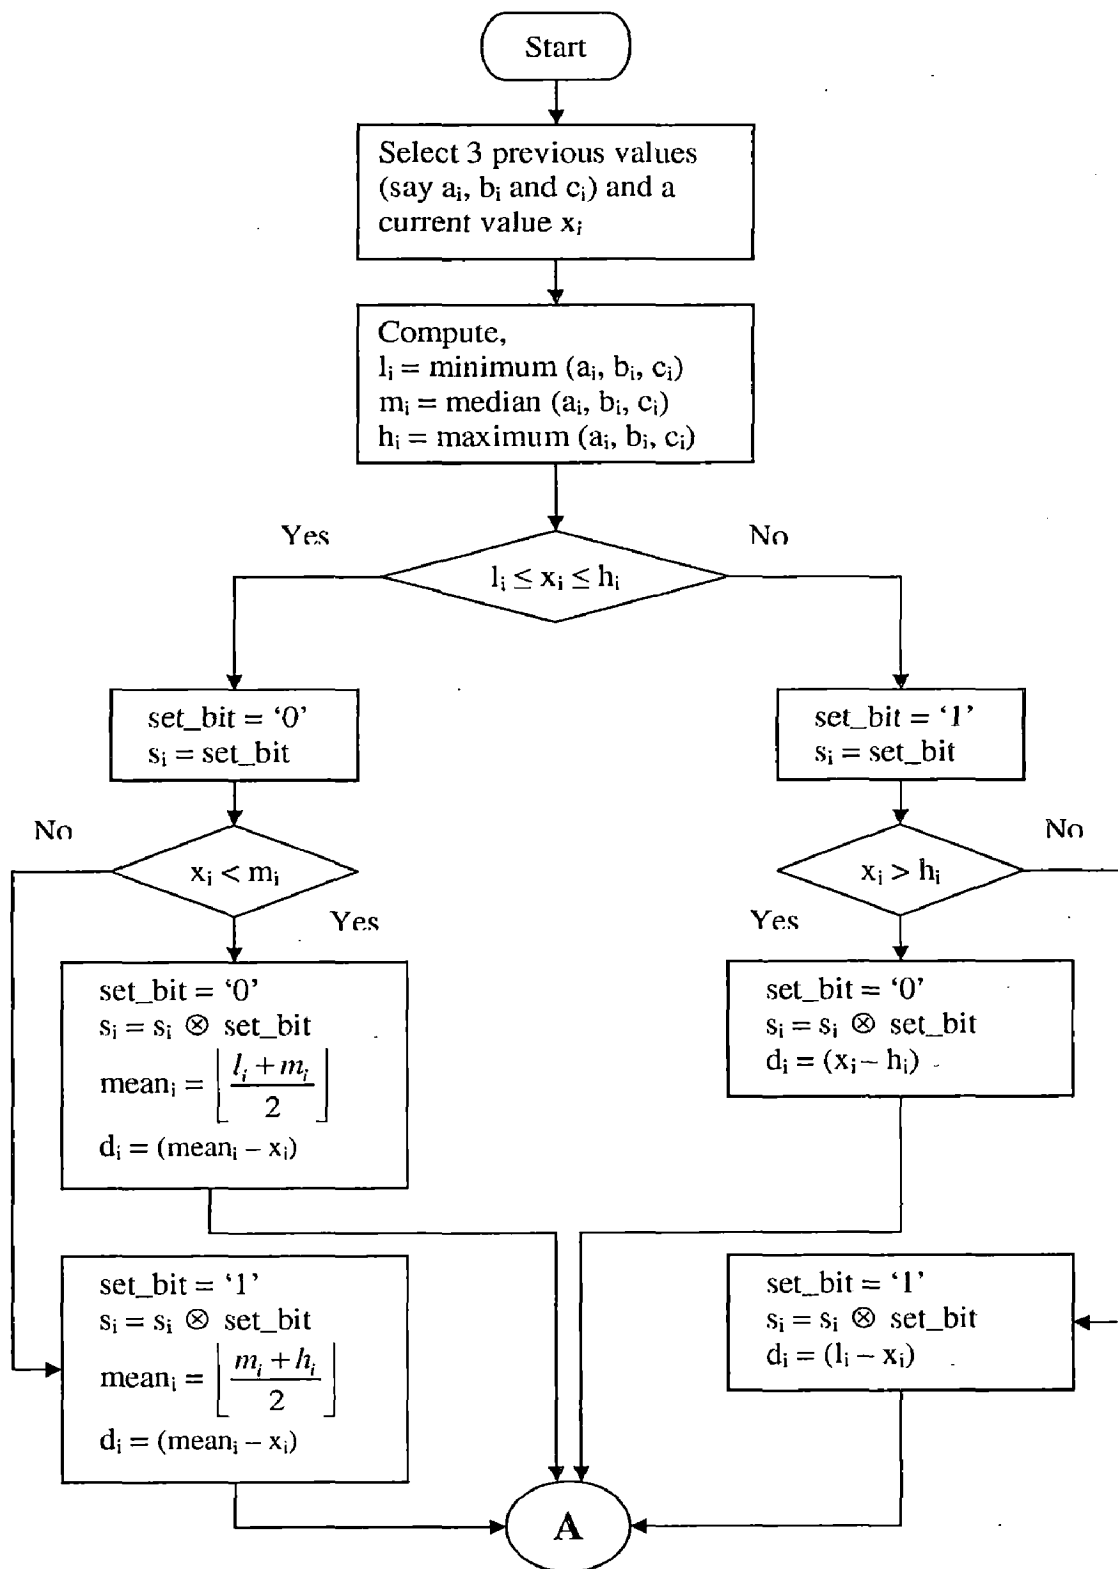 Start
Select 3 previous values
(say aᵢ, bᵢ and cᵢ) and a
current value xᵢ
Compute,
lᵢ = minimum (aᵢ, bᵢ, cᵢ)
mᵢ = median (aᵢ, bᵢ, cᵢ)
hᵢ = maximum (aᵢ, bᵢ, cᵢ)
Yes
No
lᵢ ≤ xᵢ ≤ hᵢ
set_bit = ‘0’
sᵢ = set_bit
set_bit = ‘1’
sᵢ = set_bit
No
xᵢ < mᵢ
Yes
No
xᵢ > hᵢ
Yes
set_bit = ‘0’
sᵢ = sᵢ ⊗ set_bit
meanᵢ = ⌊(lᵢ + mᵢ)/2⌋
dᵢ = (meanᵢ – xᵢ)
set_bit = ‘0’
sᵢ = sᵢ ⊗ set_bit
dᵢ = (xᵢ – hᵢ)
set_bit = ‘1’
sᵢ = sᵢ ⊗ set_bit
meanᵢ = ⌊(mᵢ + hᵢ)/2⌋
dᵢ = (meanᵢ – xᵢ)
set_bit = ‘1’
sᵢ = sᵢ ⊗ set_bit
dᵢ = (lᵢ – xᵢ)
A